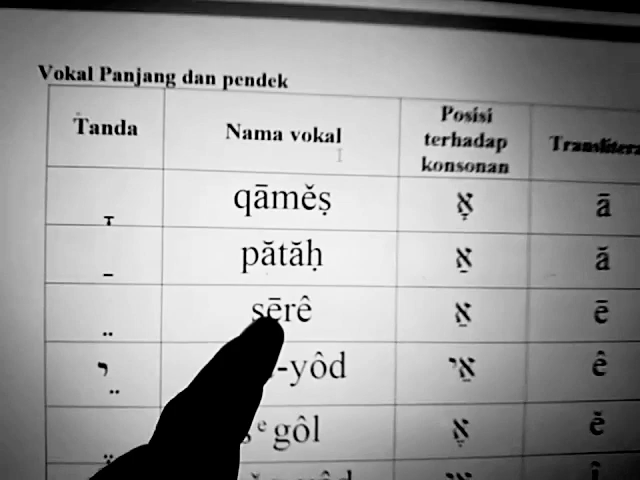 Vokal Panjang dan pendek
Tanda Nama vokal Posisi terhadap konsonan
ָ qāmĕṣ אָ ā
ַ pătăḥ אַ ă
ֵ sērê אֵ ē
ֵי -yôd אֵי ê
ֶ gôl אֶ ĕ